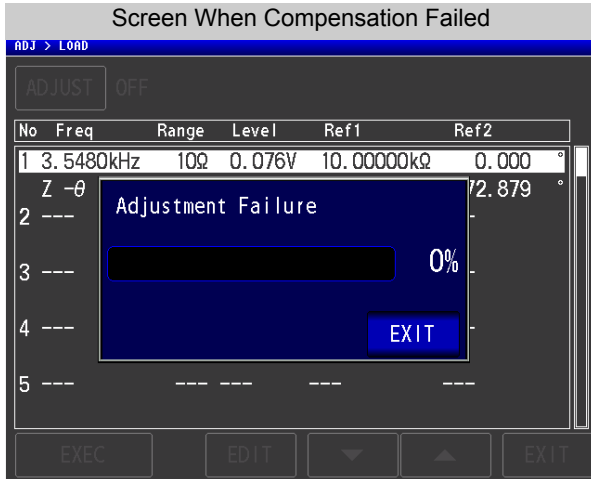 Screen When Compensation Failed
ADJ > LOAD
ADJUST OFF
No Freq Range Level Ref1 Ref2
1 3.5480kHz 10Ω 0.076V 10.00000kΩ 0.000 °
Z -θ 72.879 °
Adjustment Failure
2 --- -
0%
3 --- -
4 --- -
EXIT
5 --- --- --- --- ---
EXEC EDIT ▼ ▲ EXIT